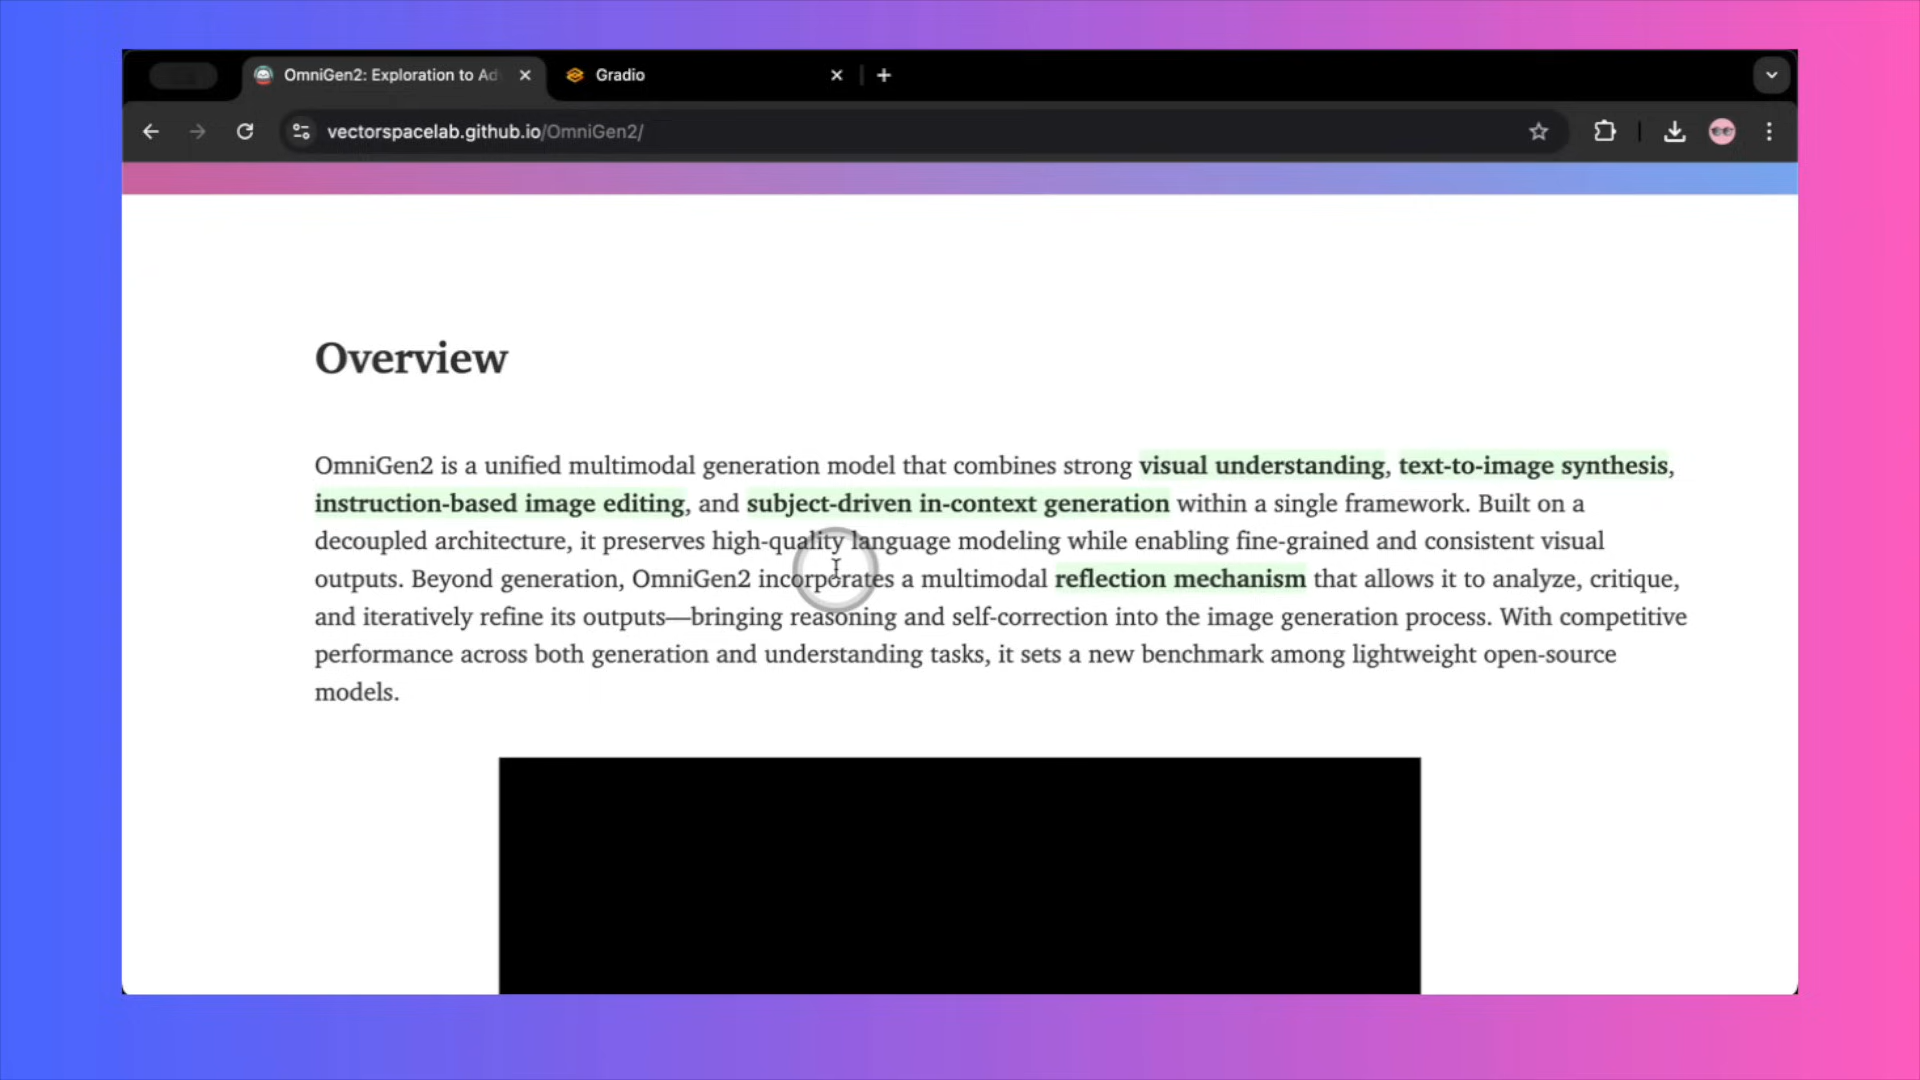 OmniGen2: Exploration to Ad
Gradio
vectorspacelab.github.io/OmniGen2/
Overview
OmniGen2 is a unified multimodal generation model that combines strong visual understanding, text-to-image synthesis,
instruction-based image editing, and subject-driven in-context generation within a single framework. Built on a
decoupled architecture, it preserves high-quality language modeling while enabling fine-grained and consistent visual
outputs. Beyond generation, OmniGen2 incorporates a multimodal reflection mechanism that allows it to analyze, critique,
and iteratively refine its outputs—bringing reasoning and self-correction into the image generation process. With competitive
performance across both generation and understanding tasks, it sets a new benchmark among lightweight open-source
models.